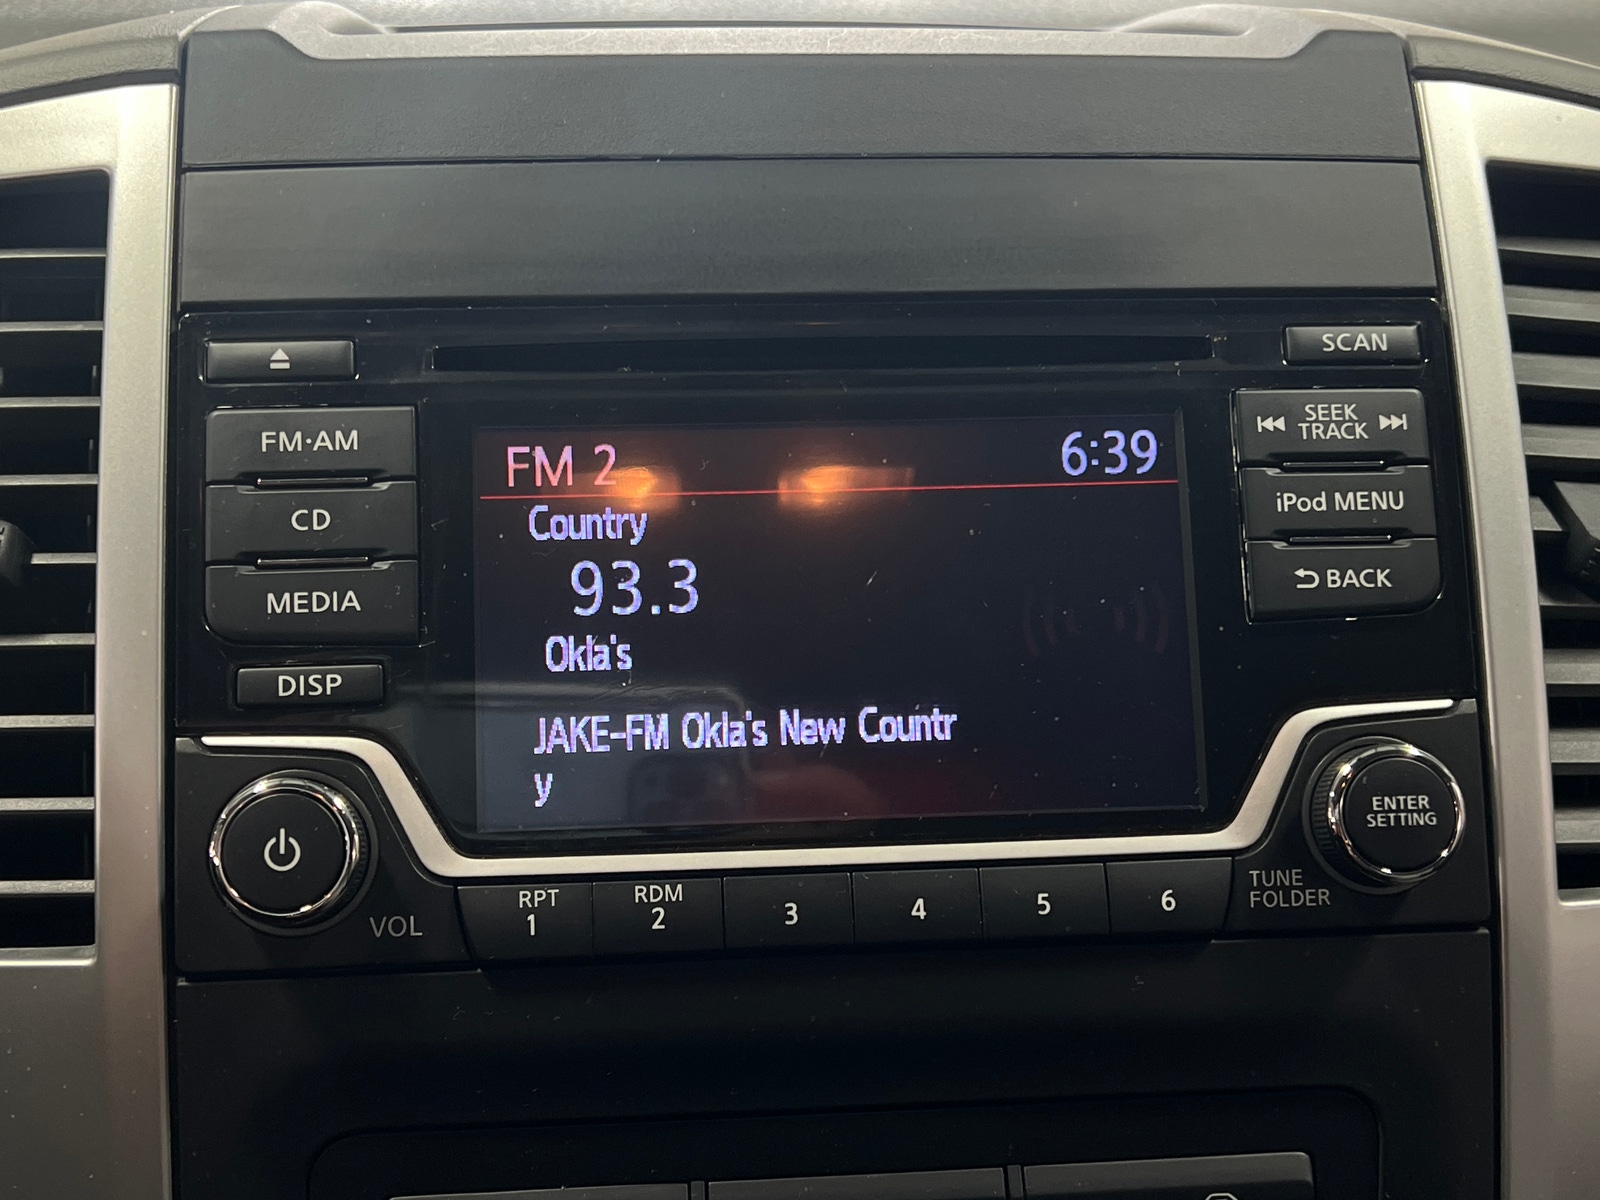 SCAN
FM·AM
SEEK
TRACK
FM 2 6:39
CD
Country
iPod MENU
93.3
MEDIA
BACK
Okla's
DISP
JAKE-FM Okla's New Countr
y
ENTER
SETTING
VOL
RPT
1
RDM
2
3
4
5
6
TUNE
FOLDER